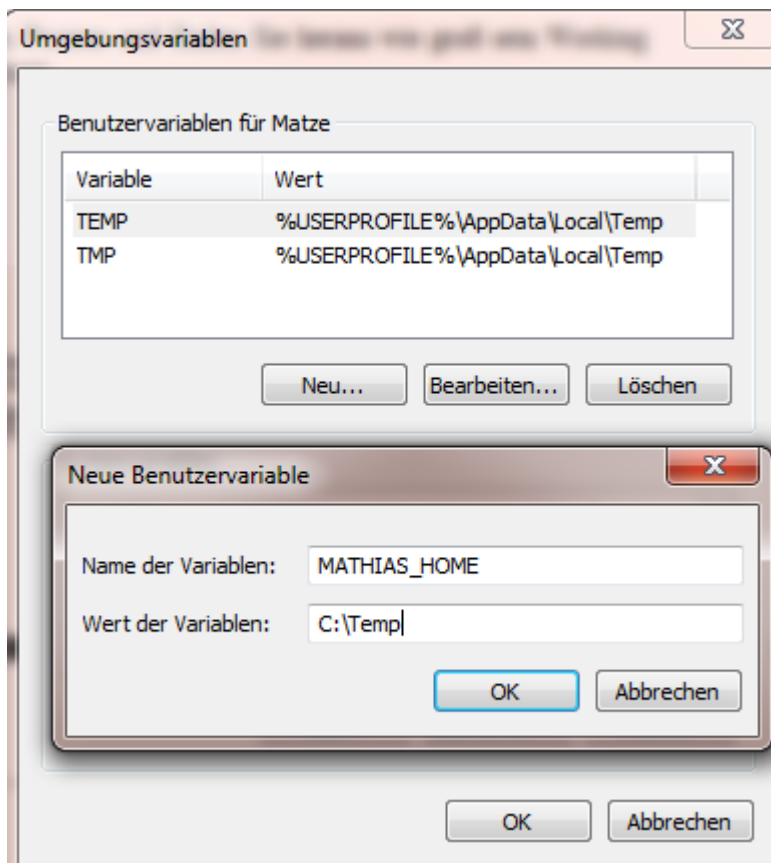 Umgebungsvariablen
Benutzervariablen für Matze
Variable Wert
TEMP %USERPROFILE%\AppData\Local\Temp
TMP %USERPROFILE%\AppData\Local\Temp
Neu... Bearbeiten... Löschen
Neue Benutzervariable
Name der Variablen: MATHIAS_HOME
Wert der Variablen: C:\Temp
OK Abbrechen
OK Abbrechen